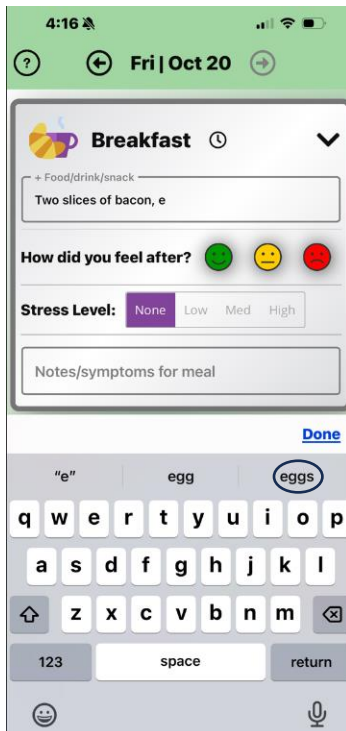 4:16
? Fri | Oct 20
Breakfast
+ Food/drink/snack
Two slices of bacon, e
How did you feel after?
Stress Level: None Low Med High
Notes/symptoms for meal
Done
“e” egg eggs
q w e r t y u i o p
a s d f g h j k l
z x c v b n m
123 space return